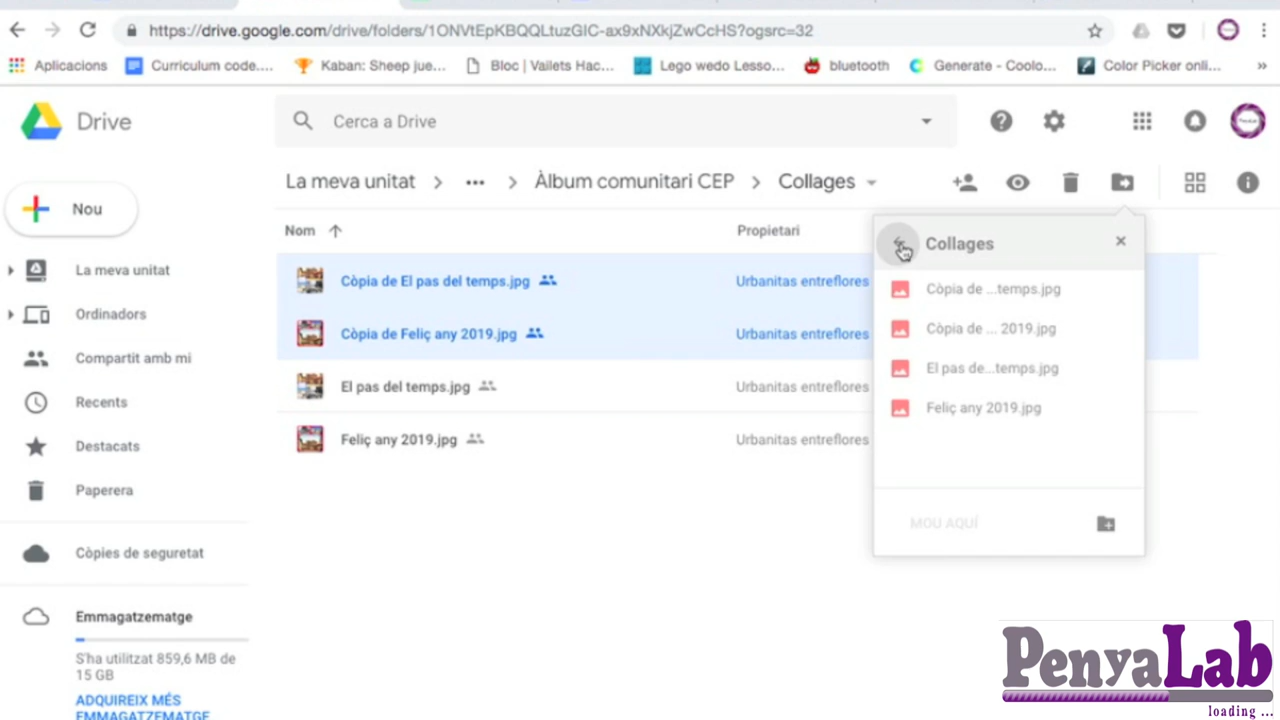 https://drive.google.com/drive/folders/1ONVtEpKBQQLtuzGIC-ax9xNXkjZwCcHS?ogsrc=32
Aplicacions Curriculum code.... Kaban: Sheep jue... Bloc | Vailets Hac... Lego wedo Lesso... bluetooth Generate - Coolo... Color Picker onli... »
Drive
Cerca a Drive
Nou
La meva unitat > ... > Àlbum comunitari CEP > Collages
Nom
Propietari
Còpia de El pas del temps.jpg Urbanitas entreflores
Còpia de Feliç any 2019.jpg Urbanitas entreflores
El pas del temps.jpg Urbanitas entreflores
Feliç any 2019.jpg Urbanitas entreflores
La meva unitat
Ordinadors
Compartit amb mi
Recents
Destacats
Paperera
Còpies de seguretat
Emmagatzematge
S'ha utilitzat 859,6 MB de
15 GB
ADQUIREIX MÉS
EMMAGATZEMATGE
Collages
Còpia de ...temps.jpg
Còpia de ... 2019.jpg
El pas de...temps.jpg
Feliç any 2019.jpg
MOU AQUÍ
PenyaLab
loading ...